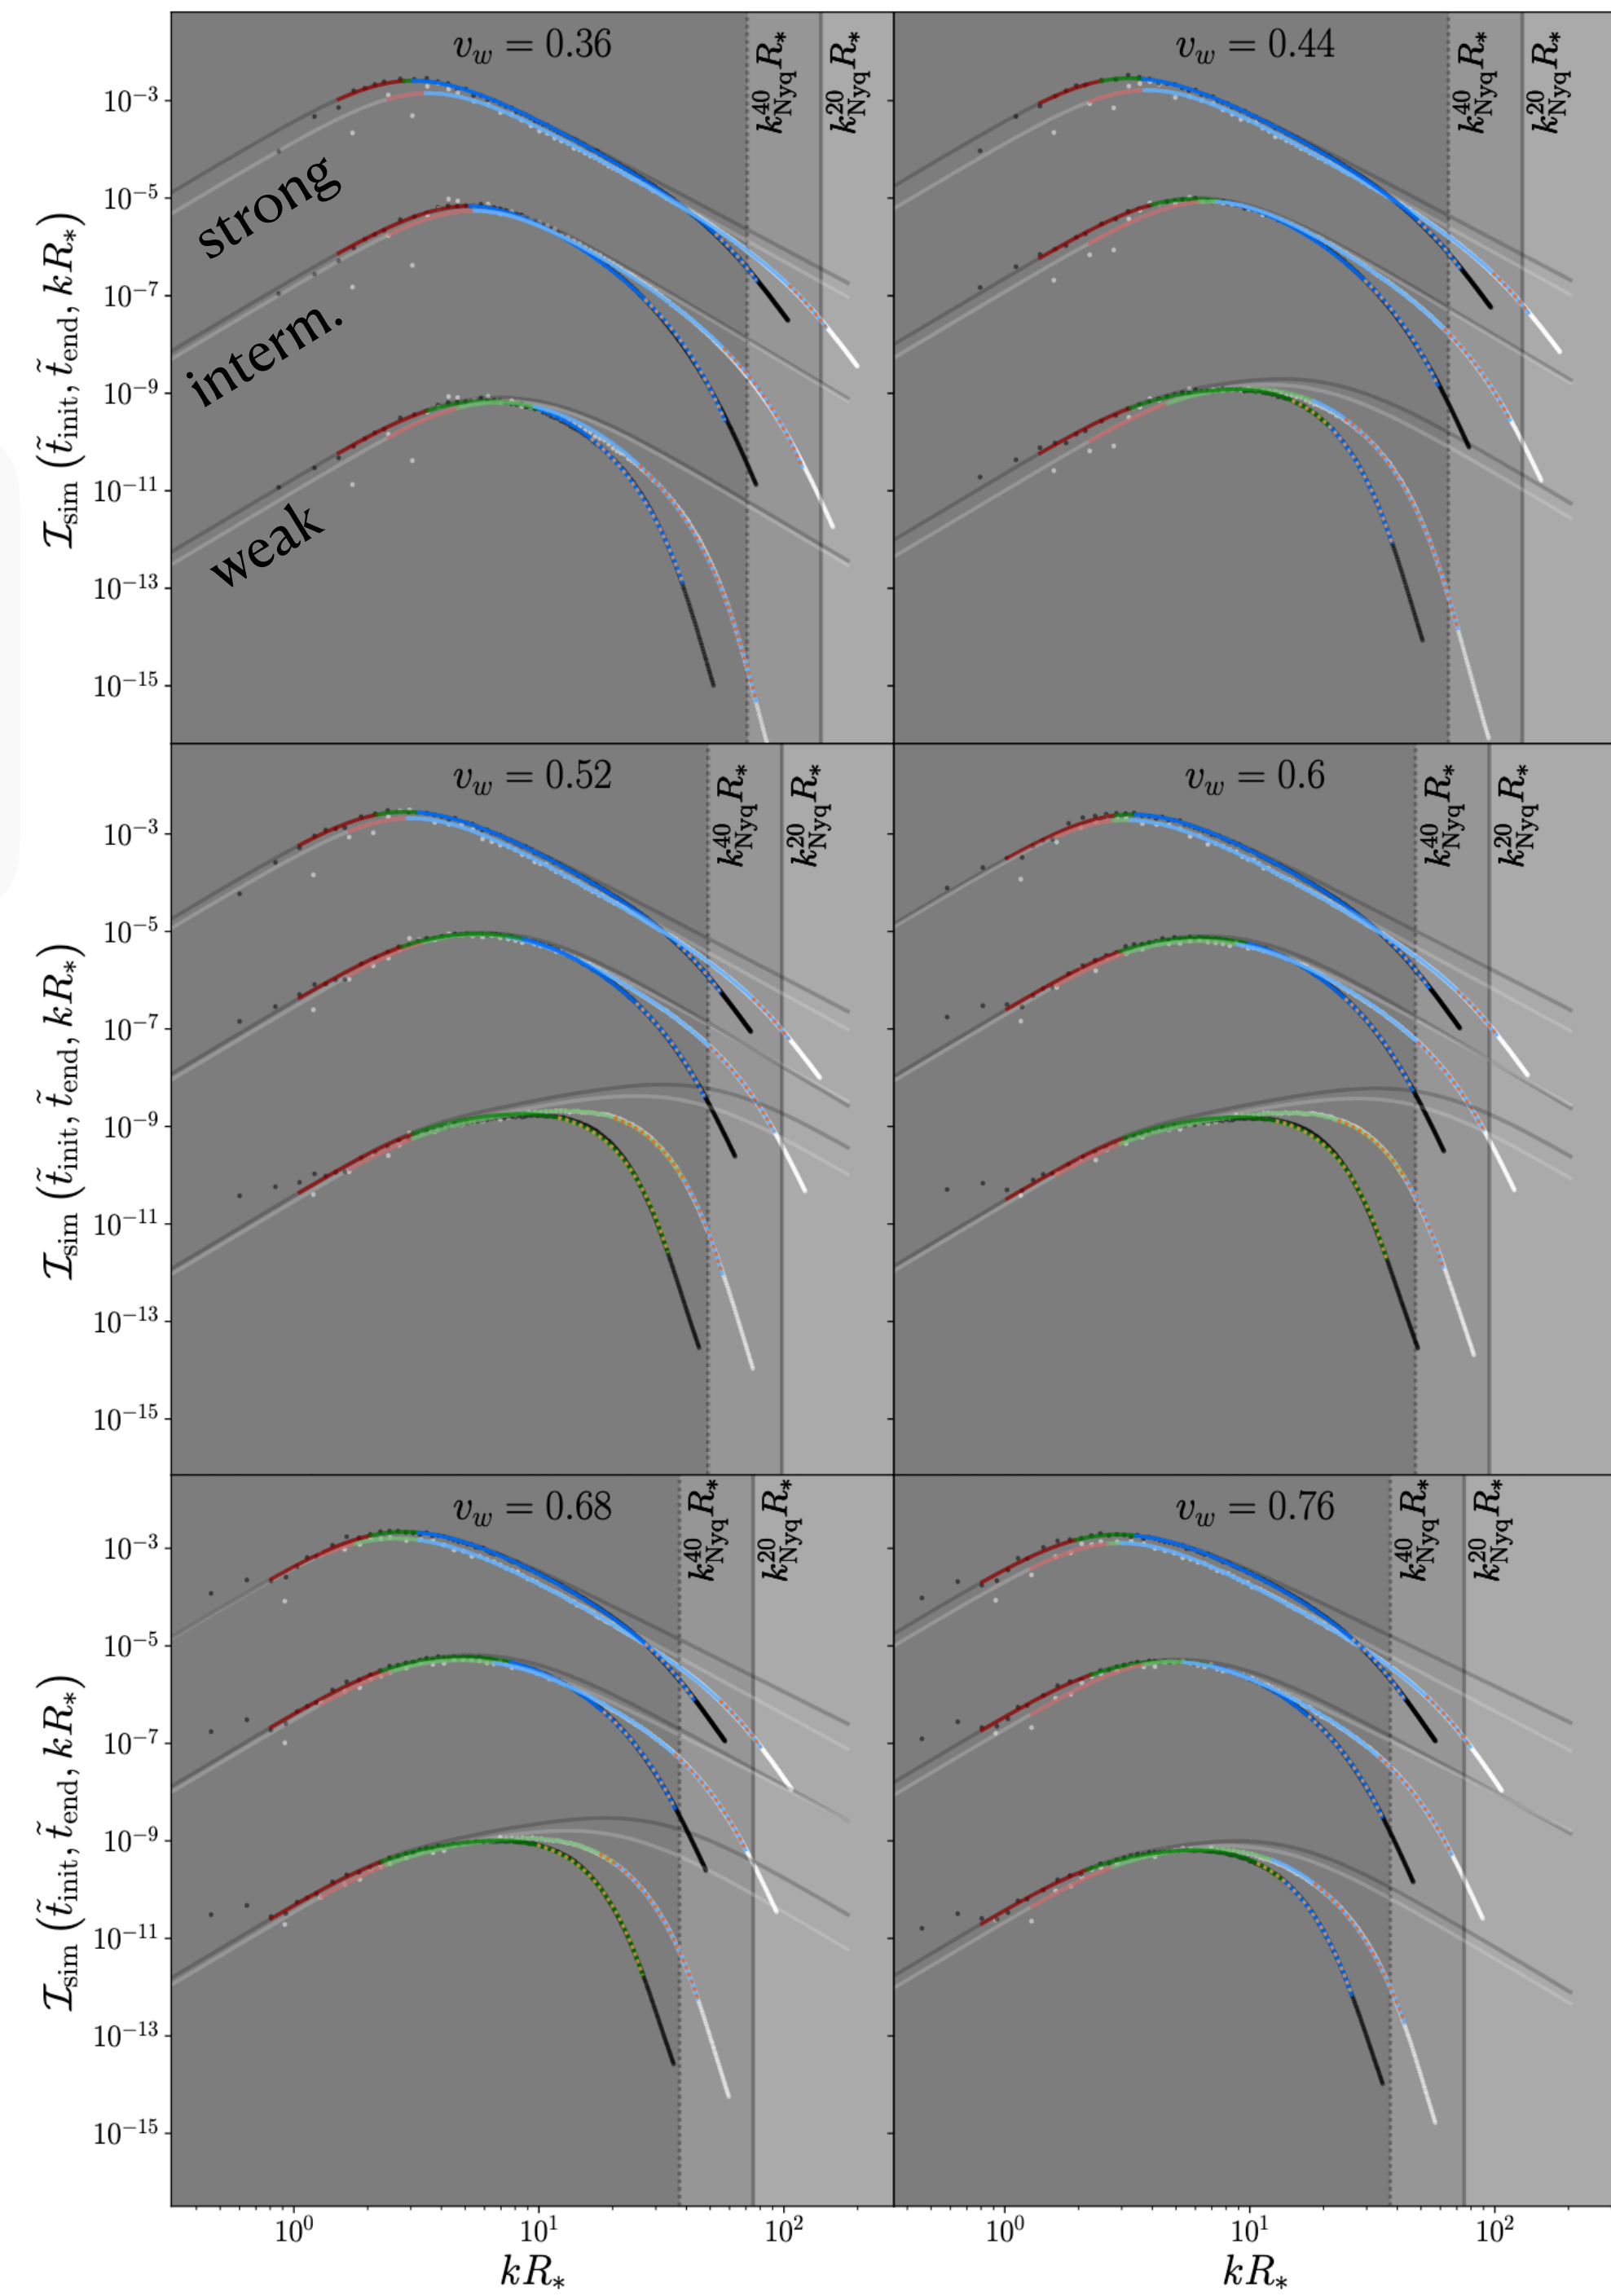 v_w = 0.36
k^{40}_{Nyq}R_*
k^{20}_{Nyq}R_*
v_w = 0.44
k^{40}_{Nyq}R_*
k^{20}_{Nyq}R_*
10^{-3}
10^{-5}
10^{-7}
10^{-9}
10^{-11}
10^{-13}
10^{-15}
\mathcal{I}_{sim} (\tilde{t}_{init}, \tilde{t}_{end}, kR_*)
strong
interm.
weak
v_w = 0.52
k^{40}_{Nyq}R_*
k^{20}_{Nyq}R_*
v_w = 0.6
k^{40}_{Nyq}R_*
k^{20}_{Nyq}R_*
10^{-3}
10^{-5}
10^{-7}
10^{-9}
10^{-11}
10^{-13}
10^{-15}
\mathcal{I}_{sim} (\tilde{t}_{init}, \tilde{t}_{end}, kR_*)
v_w = 0.68
k^{40}_{Nyq}R_*
k^{20}_{Nyq}R_*
v_w = 0.76
k^{40}_{Nyq}R_*
k^{20}_{Nyq}R_*
10^{-3}
10^{-5}
10^{-7}
10^{-9}
10^{-11}
10^{-13}
10^{-15}
\mathcal{I}_{sim} (\tilde{t}_{init}, \tilde{t}_{end}, kR_*)
10^0 10^1 10^2
10^0 10^1 10^2
kR_*
kR_*